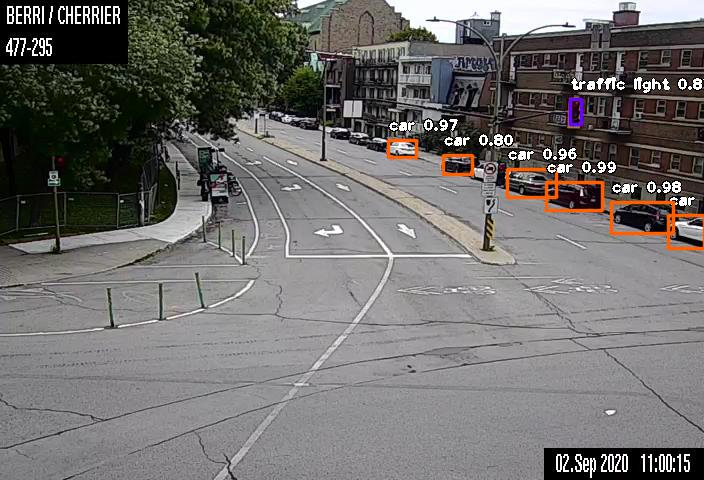 BERRI / CHERRIER
477-295
traffic light 0.8
car 0.97
car 0.80
car 0.96
car 0.99
car 0.98
car
02.Sep 2020 11:00:15